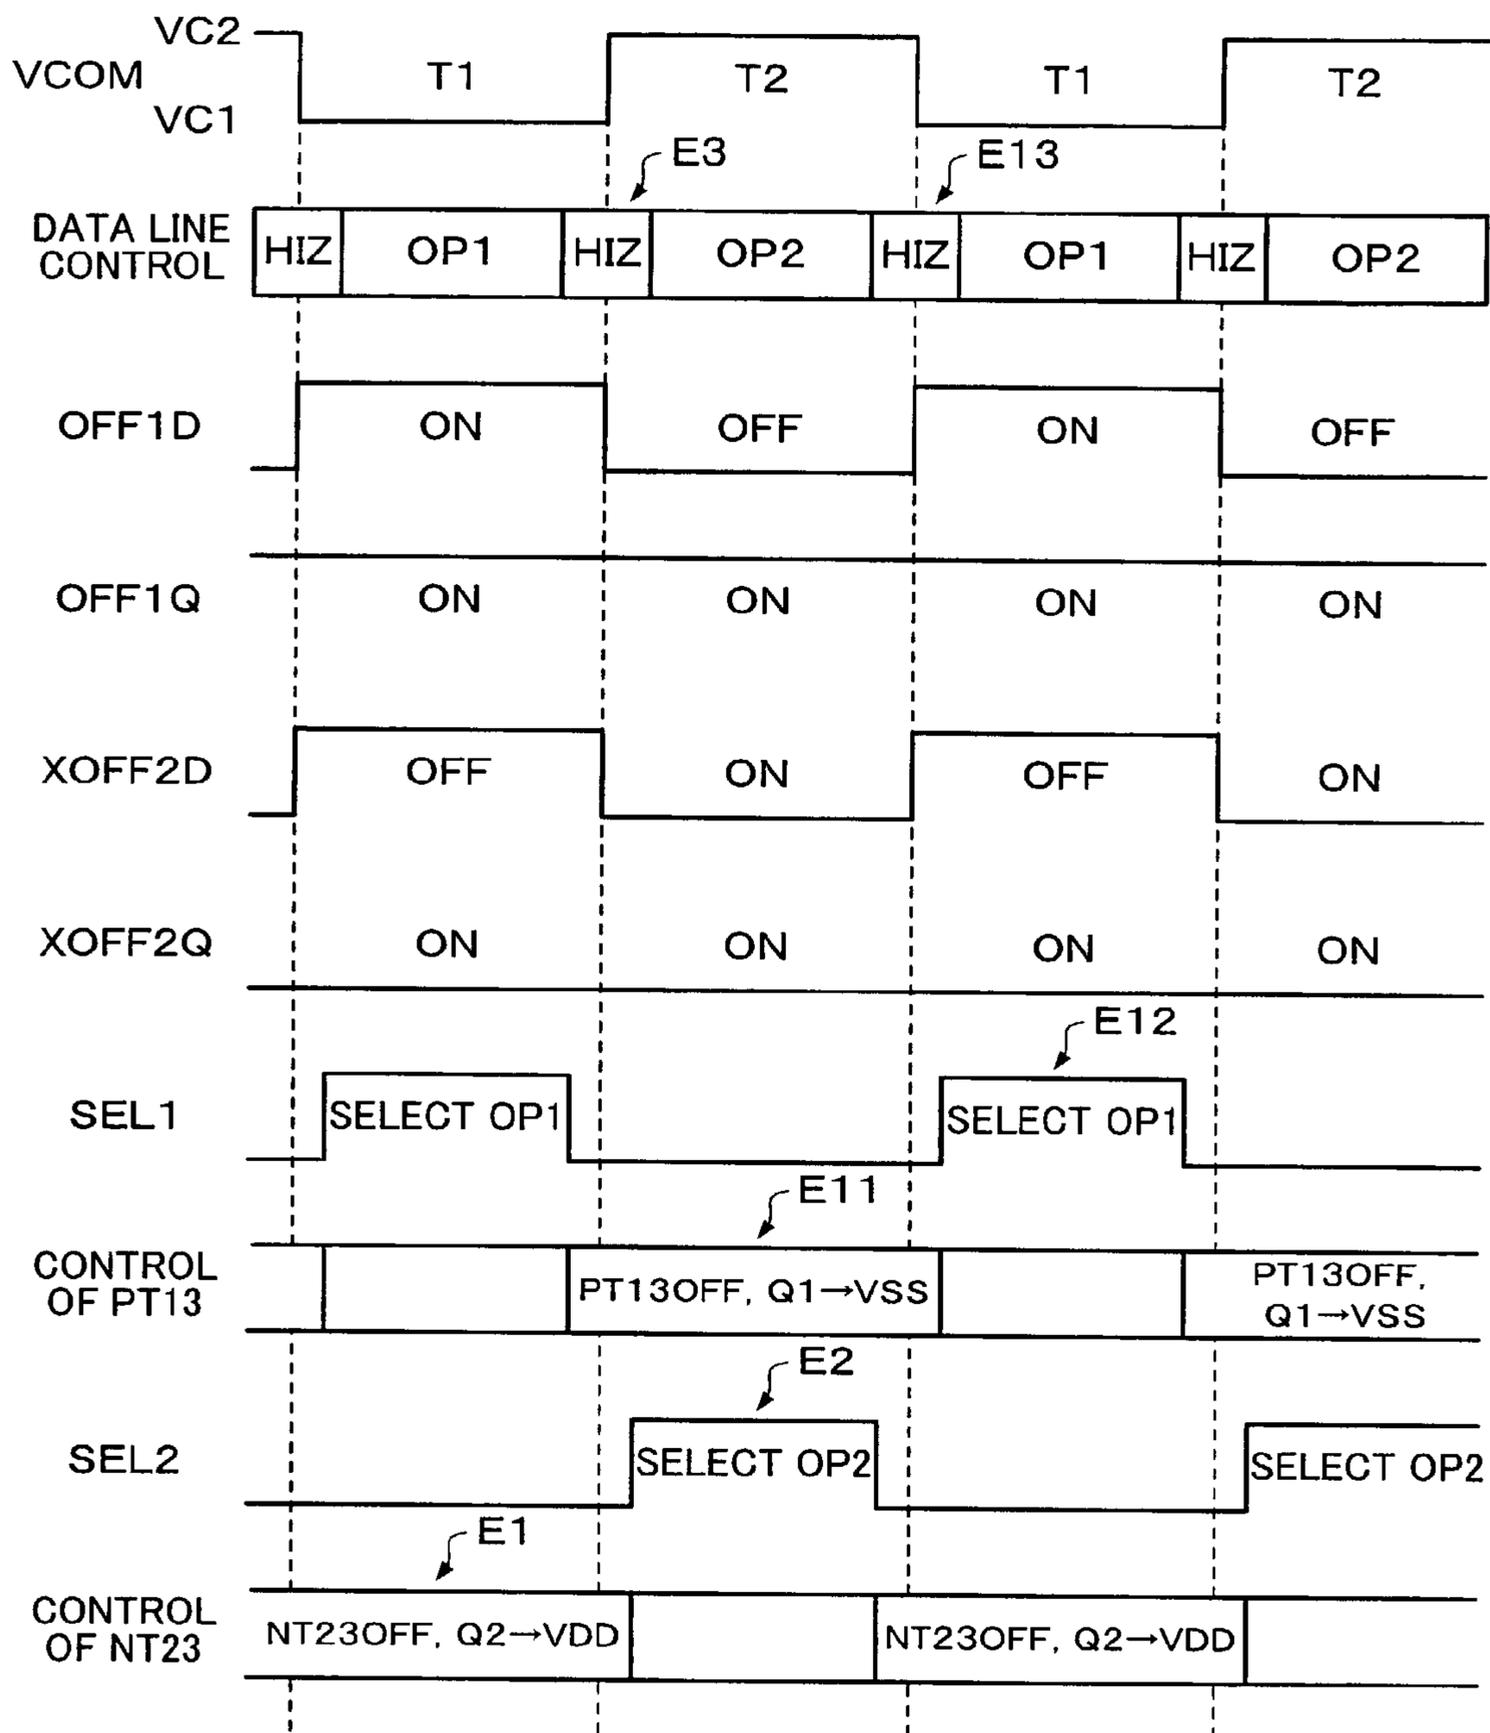 VC2
VCOM
T1
T2
T1
T2
VC1
E3
E13
DATA LINE
CONTROL
HIZ
OP1
HIZ
OP2
HIZ
OP1
HIZ
OP2
OFF1D
ON
OFF
ON
OFF
OFF1Q
ON
ON
ON
ON
XOFF2D
OFF
ON
OFF
ON
XOFF2Q
ON
ON
ON
ON
E12
SEL1
SELECT OP1
SELECT OP1
E11
CONTROL
OF PT13
PT13OFF, Q1→VSS
PT13OFF,
Q1→VSS
E2
SEL2
SELECT OP2
SELECT OP2
E1
CONTROL
OF NT23
NT23OFF, Q2→VDD
NT23OFF, Q2→VDD